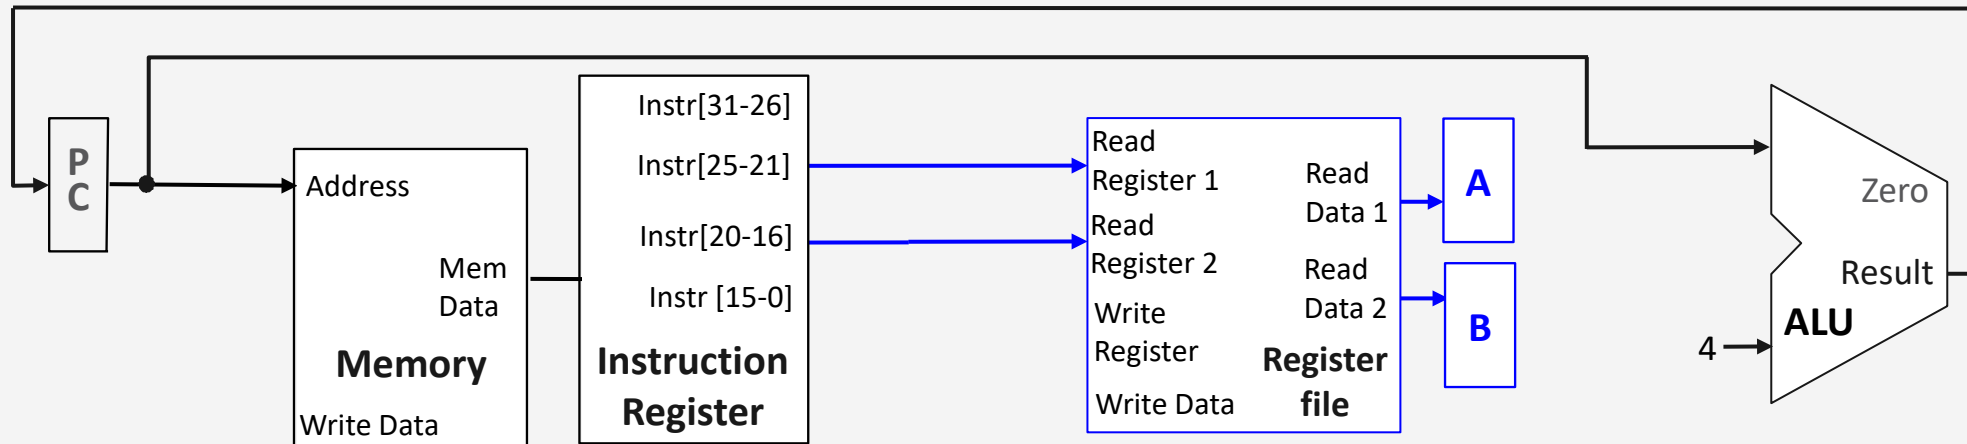 P
C
Address
Mem
Data
Memory
Write Data
Instr[31-26]
Instr[25-21]
Instr[20-16]
Instr [15-0]
Instruction
Register
Read
Register 1
Read
Register 2
Write
Register
Write Data
Read
Data 1
Read
Data 2
Register
file
A
B
4
Zero
Result
ALU